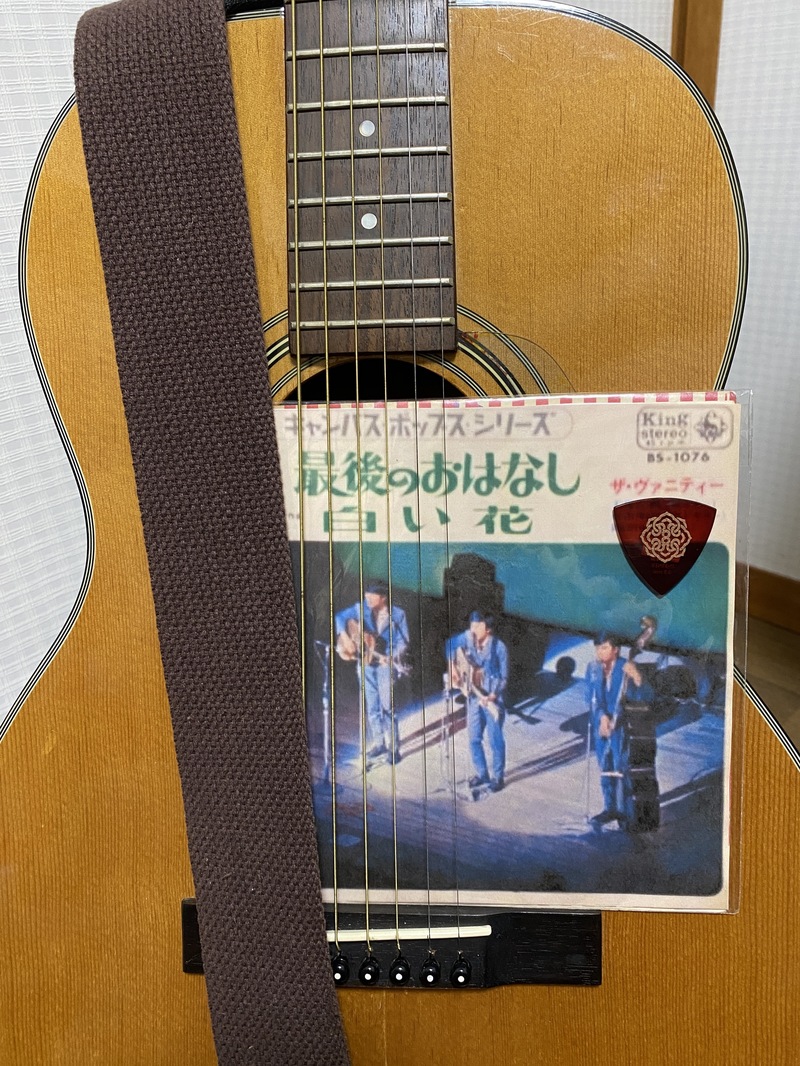 キャンパス・ポップス・シリーズ
King
stereo
45 r.p.m.
BS-1076
最後のおはなし
ザ・ヴァニティー
白い花